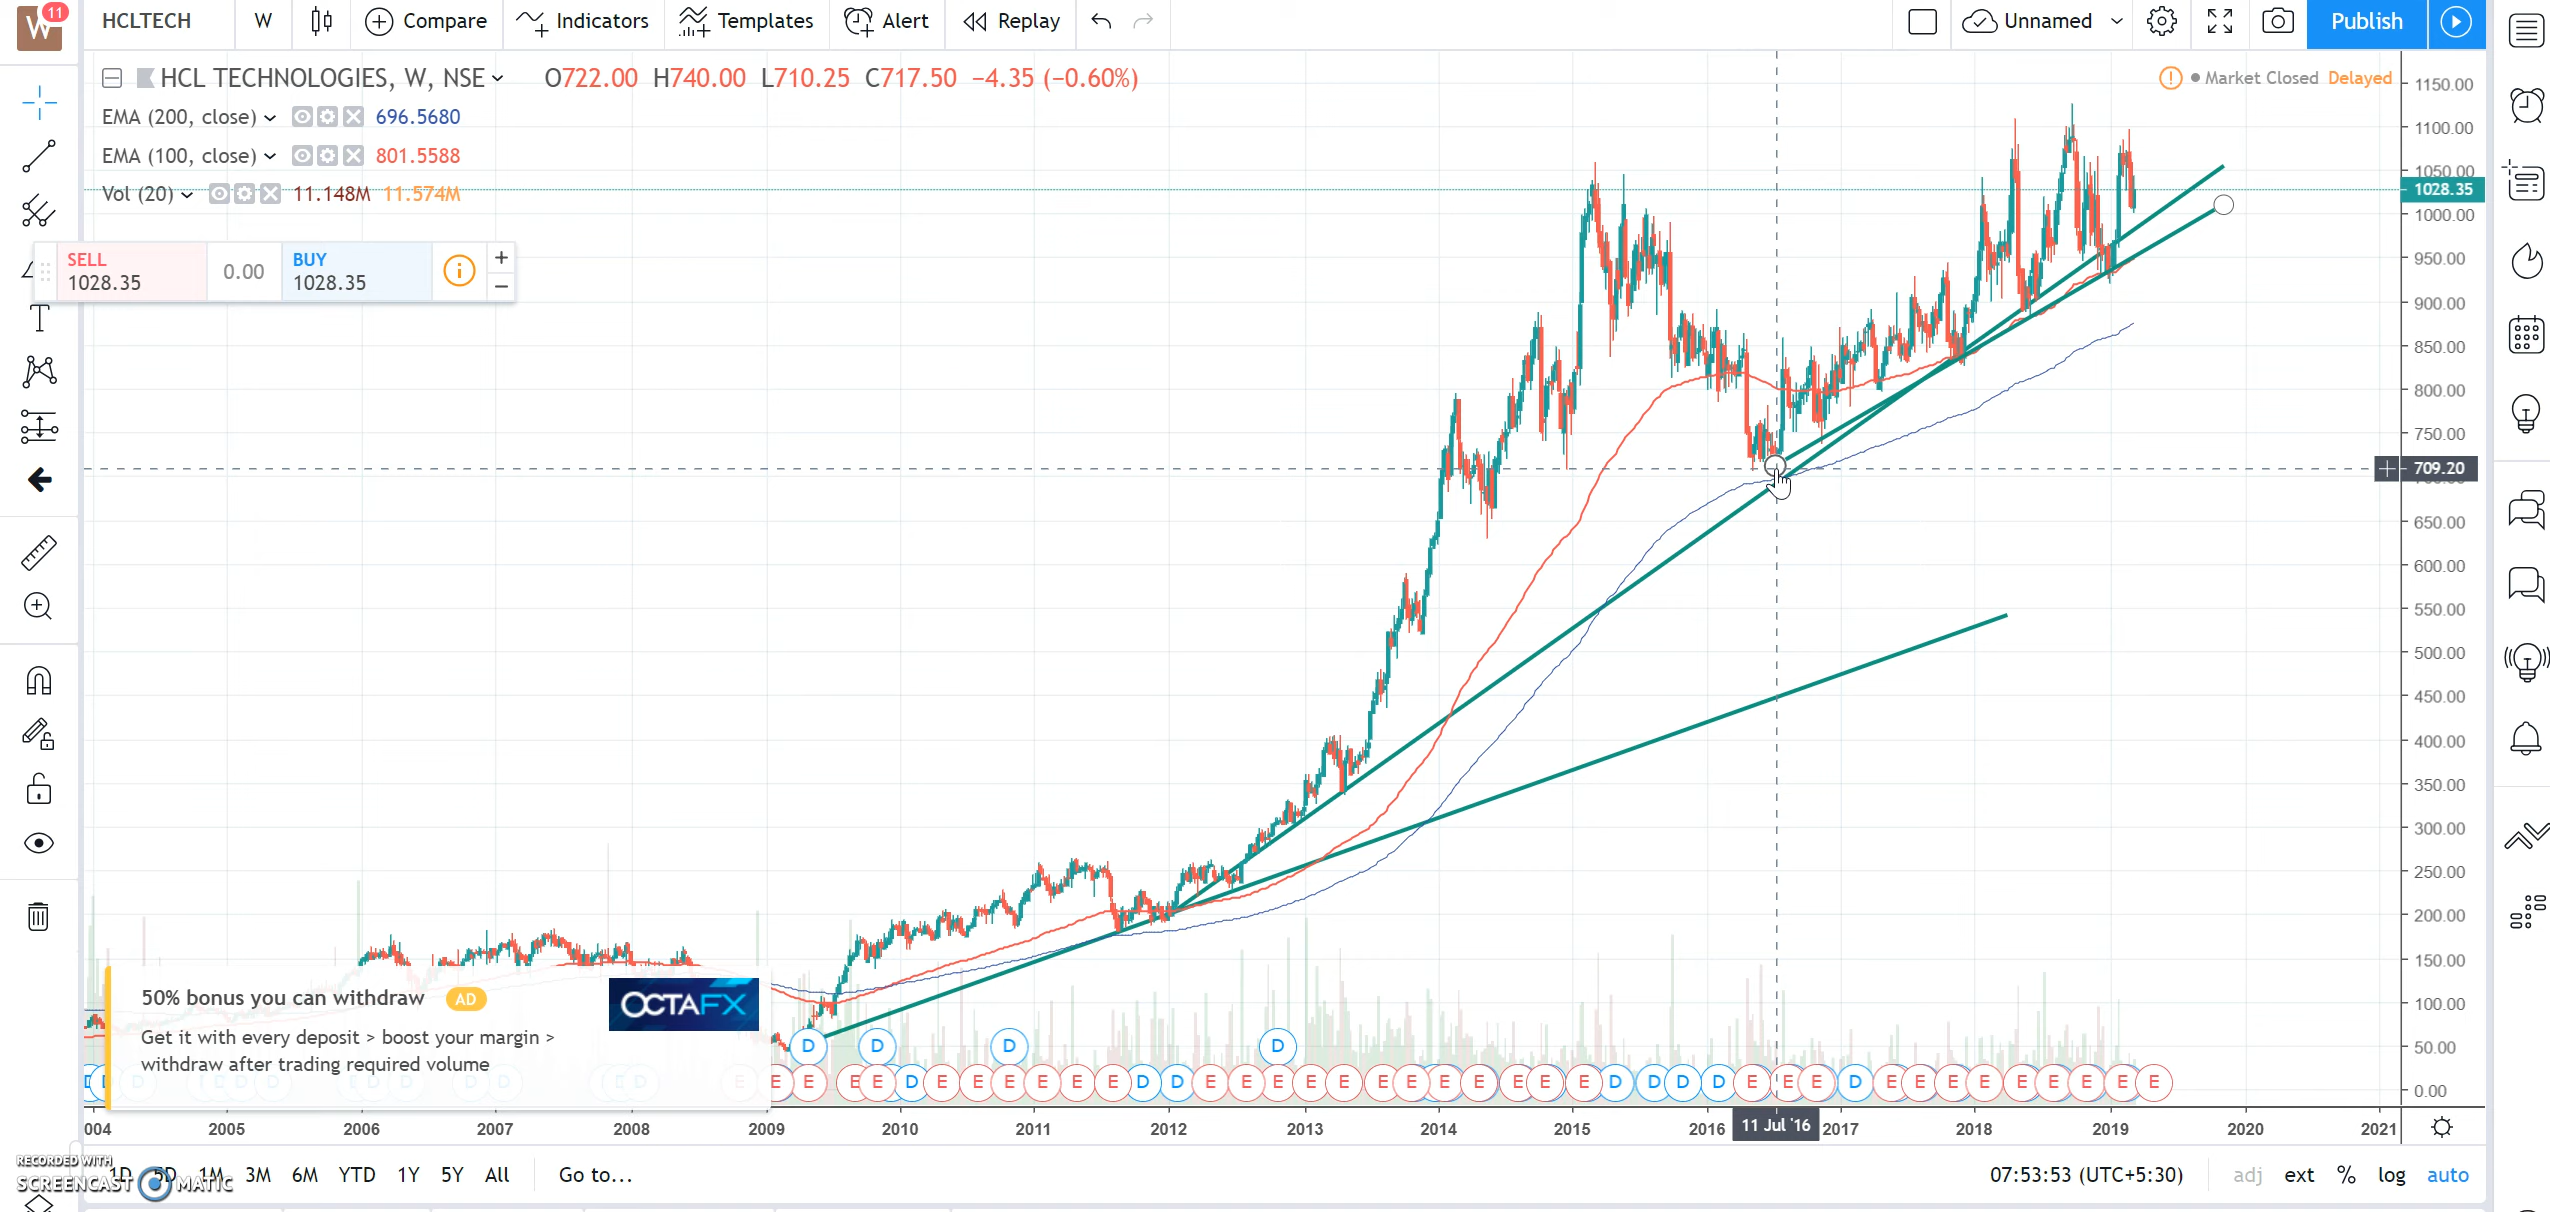 W 11 HCLTECH W Compare Indicators Templates Alert Replay Unnamed Publish
HCL TECHNOLOGIES, W, NSE O722.00 H740.00 L710.25 C717.50 −4.35 (−0.60%) Market Closed Delayed
EMA (200, close) 696.5680
EMA (100, close) 801.5588
Vol (20) 11.148M 11.574M
SELL
1028.35
0.00
BUY
1028.35
T
1150.00
1100.00
1050.00
1028.35
1000.00
950.00
900.00
850.00
800.00
750.00
709.20
650.00
600.00
550.00
500.00
450.00
400.00
350.00
300.00
250.00
200.00
150.00
100.00
50.00
0.00
50% bonus you can withdraw AD
OCTAFX
Get it with every deposit > boost your margin >
withdraw after trading required volume
D D D D
E E E E D E E E E E E D D E E E E E E E E E E E D D D D E E E D E E E E E E E E E
004 2005 2006 2007 2008 2009 2010 2011 2012 2013 2014 2015 2016 11 Jul '16 2017 2018 2019 2020 2021
RECORDED WITH
SCREENCAST MATIC
1D 5D 1M 3M 6M YTD 1Y 5Y All Go to... 07:53:53 (UTC+5:30) adj ext % log auto